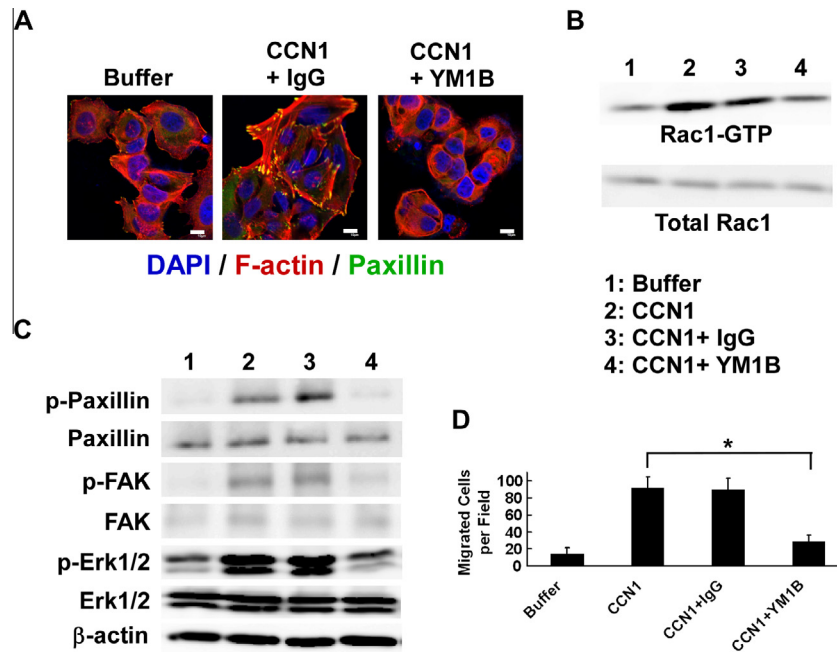 A
Buffer
CCN1
+ IgG
CCN1
+ YM1B
DAPI / F-actin / Paxillin
B
1 2 3 4
Rac1-GTP
Total Rac1
1: Buffer
2: CCN1
3: CCN1+ IgG
4: CCN1+ YM1B
C
1 2 3 4
p-Paxillin
Paxillin
p-FAK
FAK
p-Erk1/2
Erk1/2
β-actin
D
*
Migrated Cells
per Field
100
80
60
40
20
0
Buffer
CCN1
CCN1+IgG
CCN1+YM1B